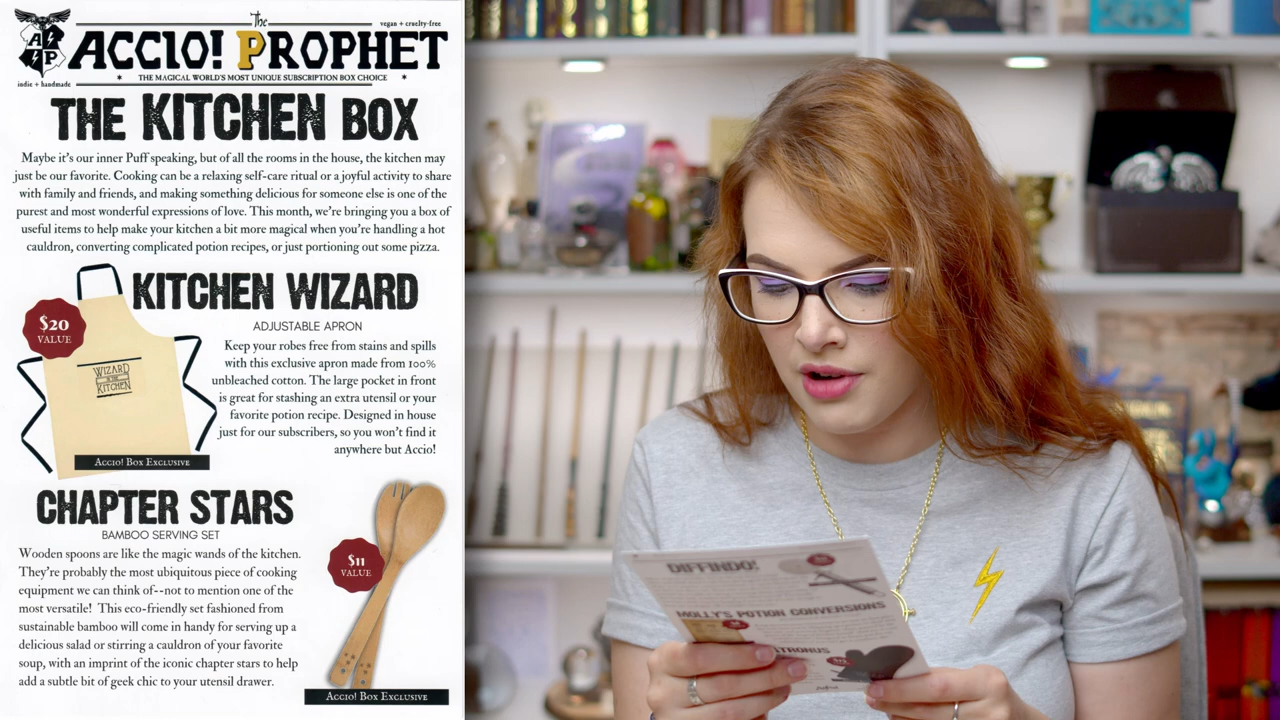 The
vegan + cruelty-free
ACCIO! PROPHET
A
P
THE MAGICAL WORLD'S MOST UNIQUE SUBSCRIPTION BOX CHOICE
indie + handmade
THE KITCHEN BOX
Maybe it's our inner Puff speaking, but of all the rooms in the house, the kitchen may
just be our favorite. Cooking can be a relaxing self-care ritual or a joyful activity to share
with family and friends, and making something delicious for someone else is one of the
purest and most wonderful expressions of love. This month, we're bringing you a box of
useful items to help make your kitchen a bit more magical when you're handling a hot
cauldron, converting complicated potion recipes, or just portioning out some pizza.
KITCHEN WIZARD
ADJUSTABLE APRON
$20
VALUE
Keep your robes free from stains and spills
with this exclusive apron made from 100%
unbleached cotton. The large pocket in front
is great for stashing an extra utensil or your
favorite potion recipe. Designed in house
just for our subscribers, so you won't find it
anywhere but Accio!
WIZARD
KITCHEN
Accio! Box Exclusive
CHAPTER STARS
BAMBOO SERVING SET
Wooden spoons are like the magic wands of the kitchen.
They're probably the most ubiquitous piece of cooking
equipment we can think of--not to mention one of the
most versatile! This eco-friendly set fashioned from
sustainable bamboo will come in handy for serving up a
delicious salad or stirring a cauldron of your favorite
soup, with an imprint of the iconic chapter stars to help
add a subtle bit of geek chic to your utensil drawer.
$11
VALUE
Accio! Box Exclusive
DIFFINDO!
MOLLY'S POTION CONVERSIONS